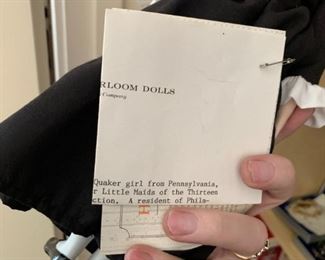 RLOOM DOLLS
Company
Quaker girl from Pennsylvania,
r Little Maids of the Thirteen
ction. A resident of Phila-
H